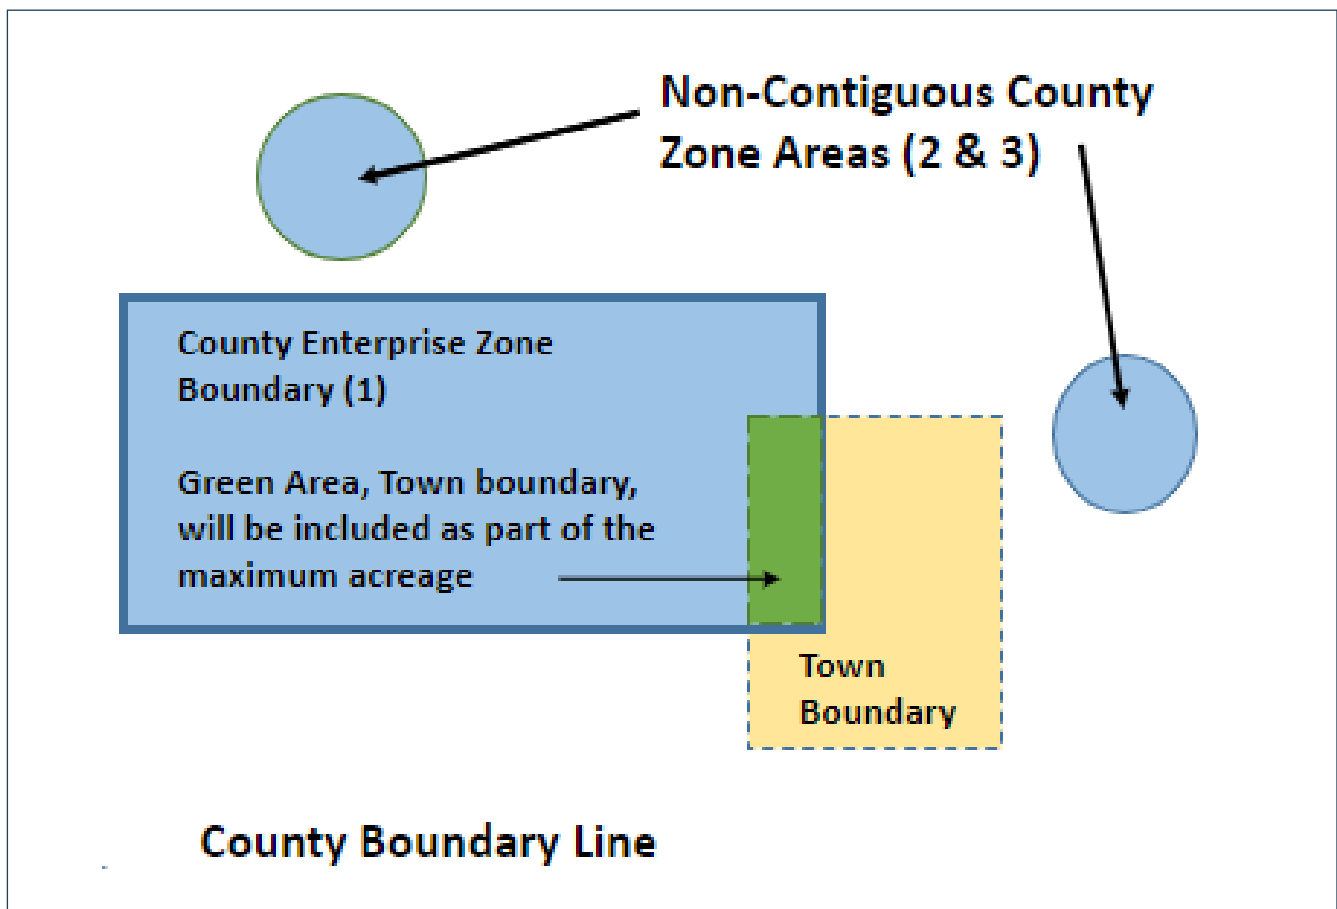 Non-Contiguous County
Zone Areas (2 & 3)
County Enterprise Zone
Boundary (1)
Green Area, Town boundary,
will be included as part of the
maximum acreage
Town
Boundary
County Boundary Line